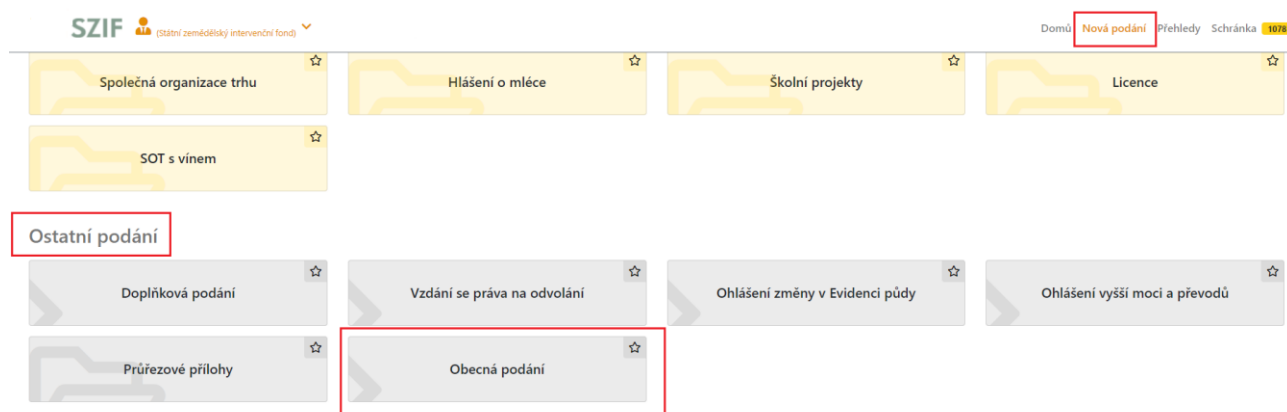 SZIF (Státní zemědělský intervenční fond) Domů Nová podání Přehledy Schránka 1078
Společná organizace trhu Hlášení o mléce Školní projekty Licence
SOT s vínem
Ostatní podání
Doplňková podání Vzdání se práva na odvolání Ohlášení změny v Evidenci půdy Ohlášení vyšší moci a převodů
Průřezové přílohy Obecná podání